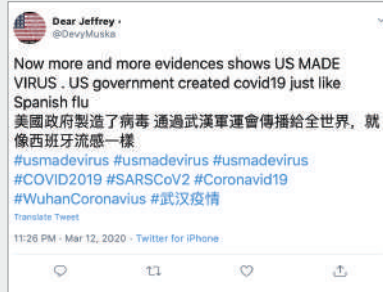 Dear Jeffrey ·
@DevyMuska
Now more and more evidences shows US MADE
VIRUS . US government created covid19 just like
Spanish flu
美國政府製造了病毒 通過武漢軍運會傳播給全世界，就
像西班牙流感一樣
#usmadevirus #usmadevirus #usmadevirus
#COVID2019 #SARSCoV2 #Coronavid19
#WuhanCoronavius #武汉疫情
Translate Tweet
11:26 PM · Mar 12, 2020 · Twitter for iPhone